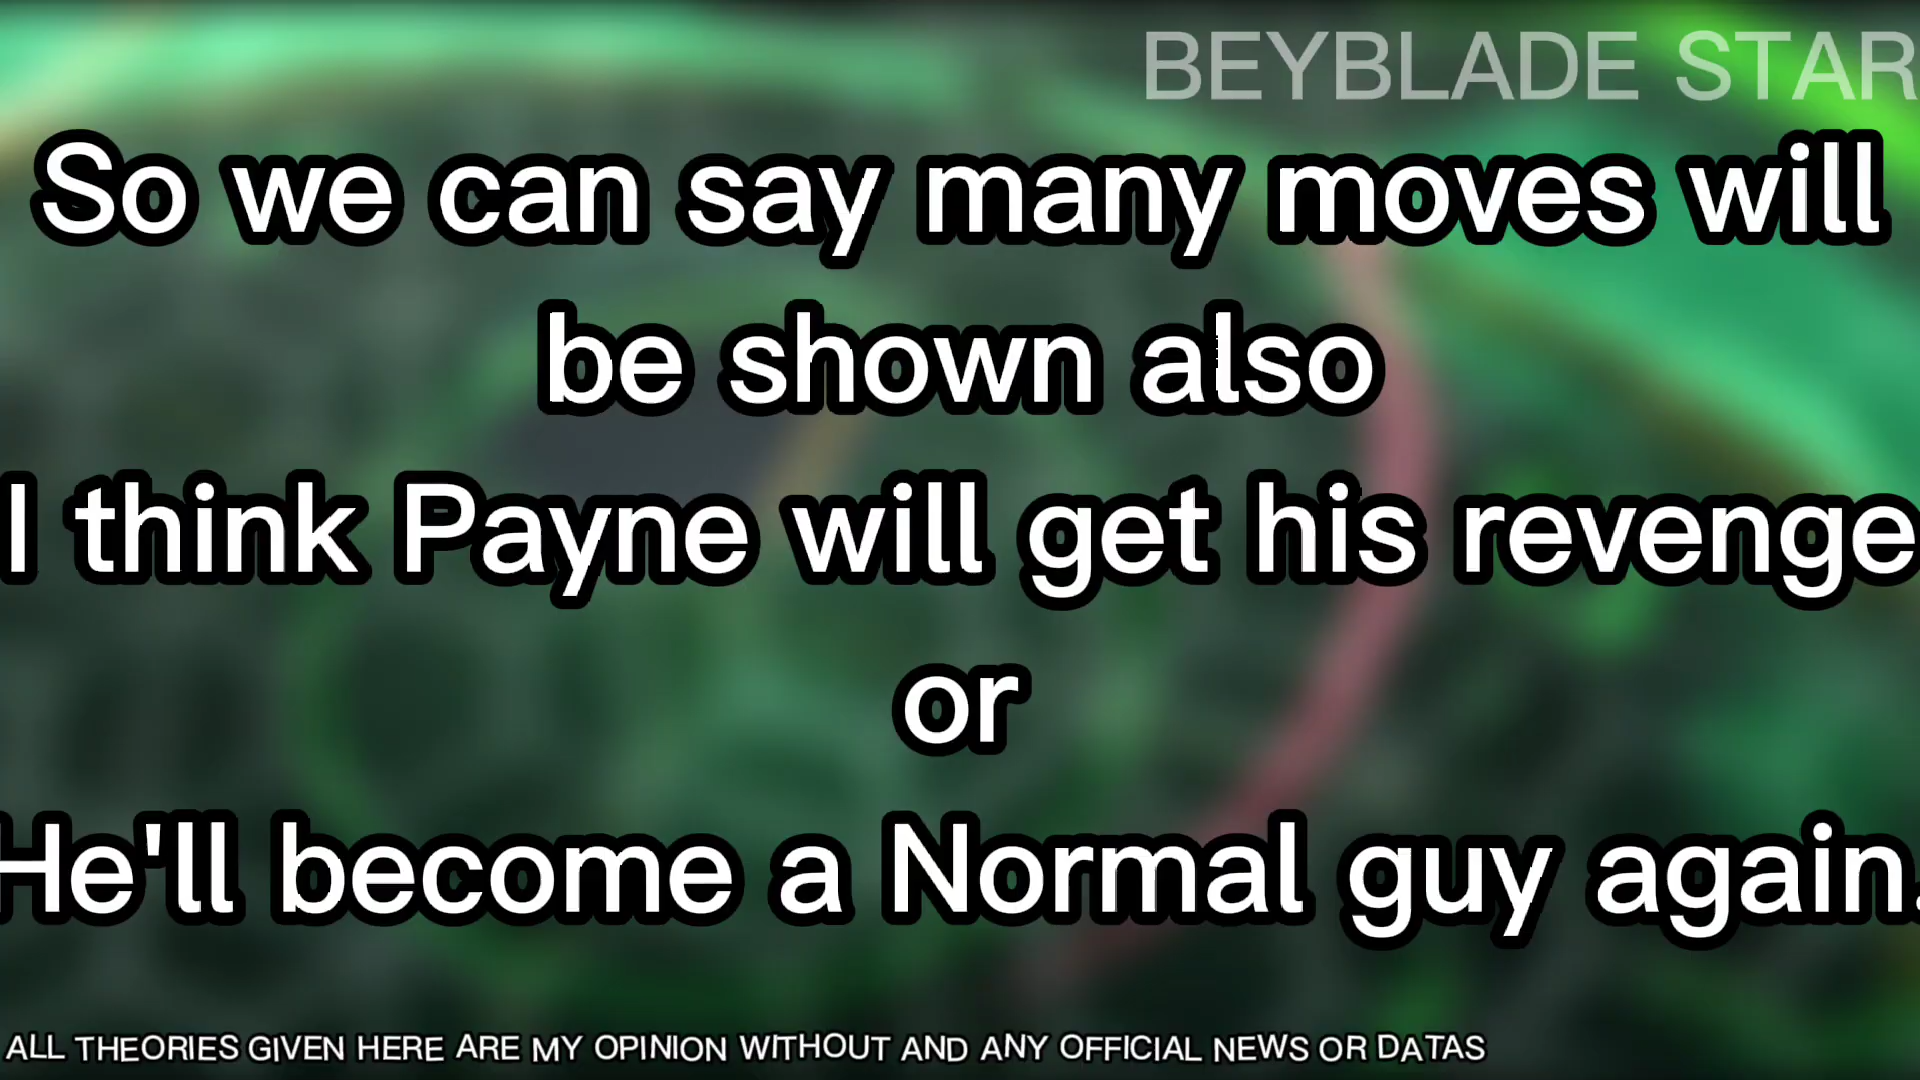 BEYBLADE STAR
So we can say many moves will
be shown also
I think Payne will get his revenge
or
He'll become a Normal guy again.
ALL THEORIES GIVEN HERE ARE MY OPINION WITHOUT AND ANY OFFICIAL NEWS OR DATAS